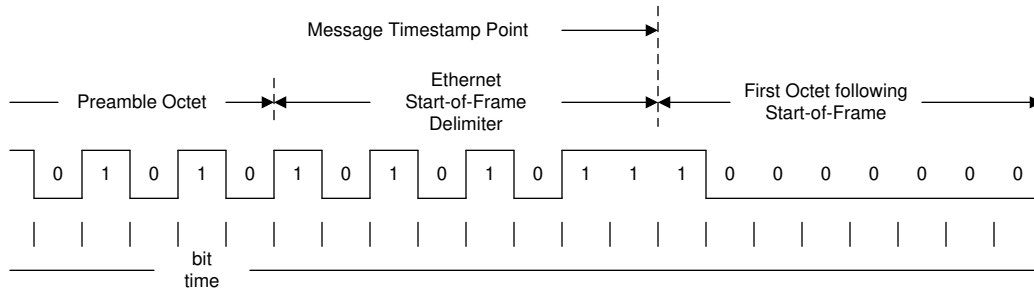 Message Timestamp Point
Preamble Octet
Ethernet
Start-of-Frame
Delimiter
First Octet following
Start-of-Frame
0 1 0 1 0 1 0 1 0 1 0 1 1 1 0 0 0 0 0 0 0
bit
time